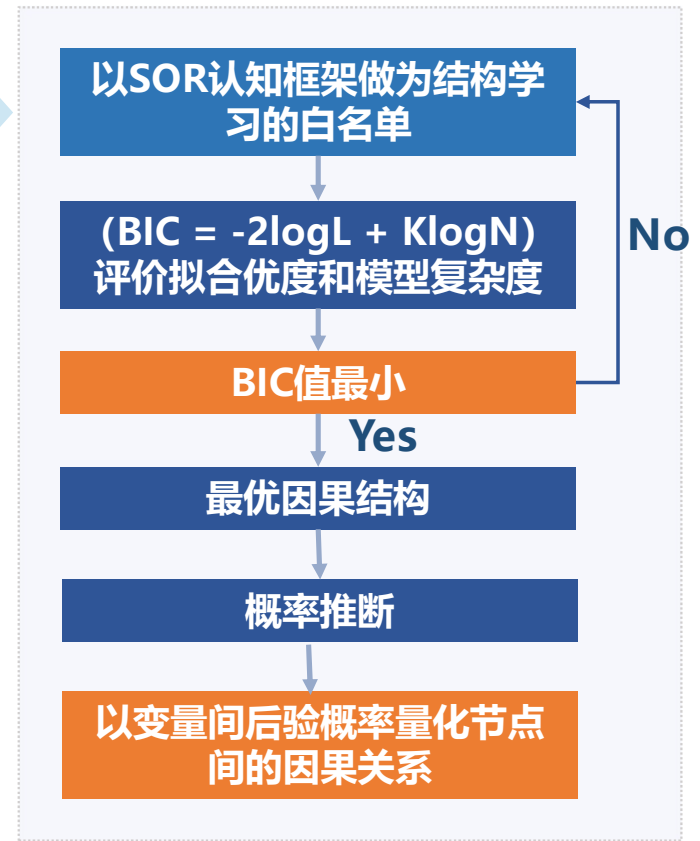 以SOR认知框架做为结构学
习的白名单
（BIC = -2logL + KlogN）
评价拟合优度和模型复杂度
No
BIC值最小
Yes
最优因果结构
概率推断
以变量间后验概率量化节点
间的因果关系